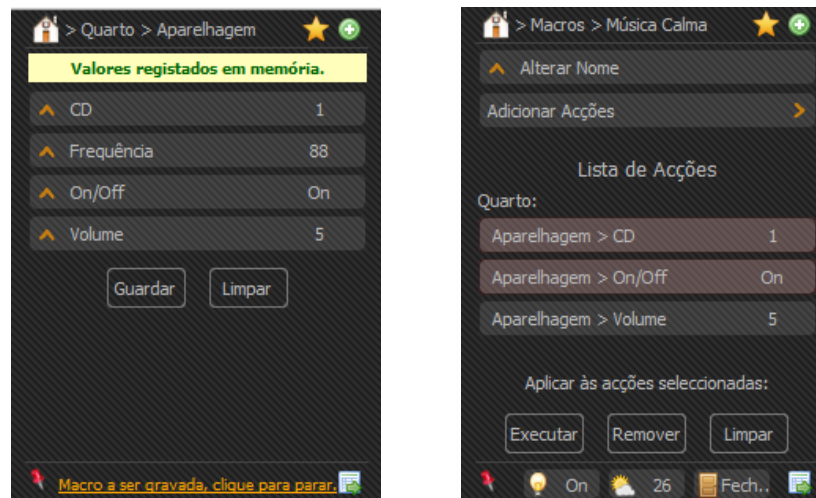 > Quarto > Aparelhagem
Valores registados em memória.
CD 1
Frequência 88
On/Off On
Volume 5
Guardar Limpar
Macro a ser gravada, clique para parar.
> Macros > Música Calma
Alterar Nome
Adicionar Acções
Lista de Acções
Quarto:
Aparelhagem > CD 1
Aparelhagem > On/Off On
Aparelhagem > Volume 5
Aplicar às acções seleccionadas:
Executar Remover Limpar
On 26 Fech..